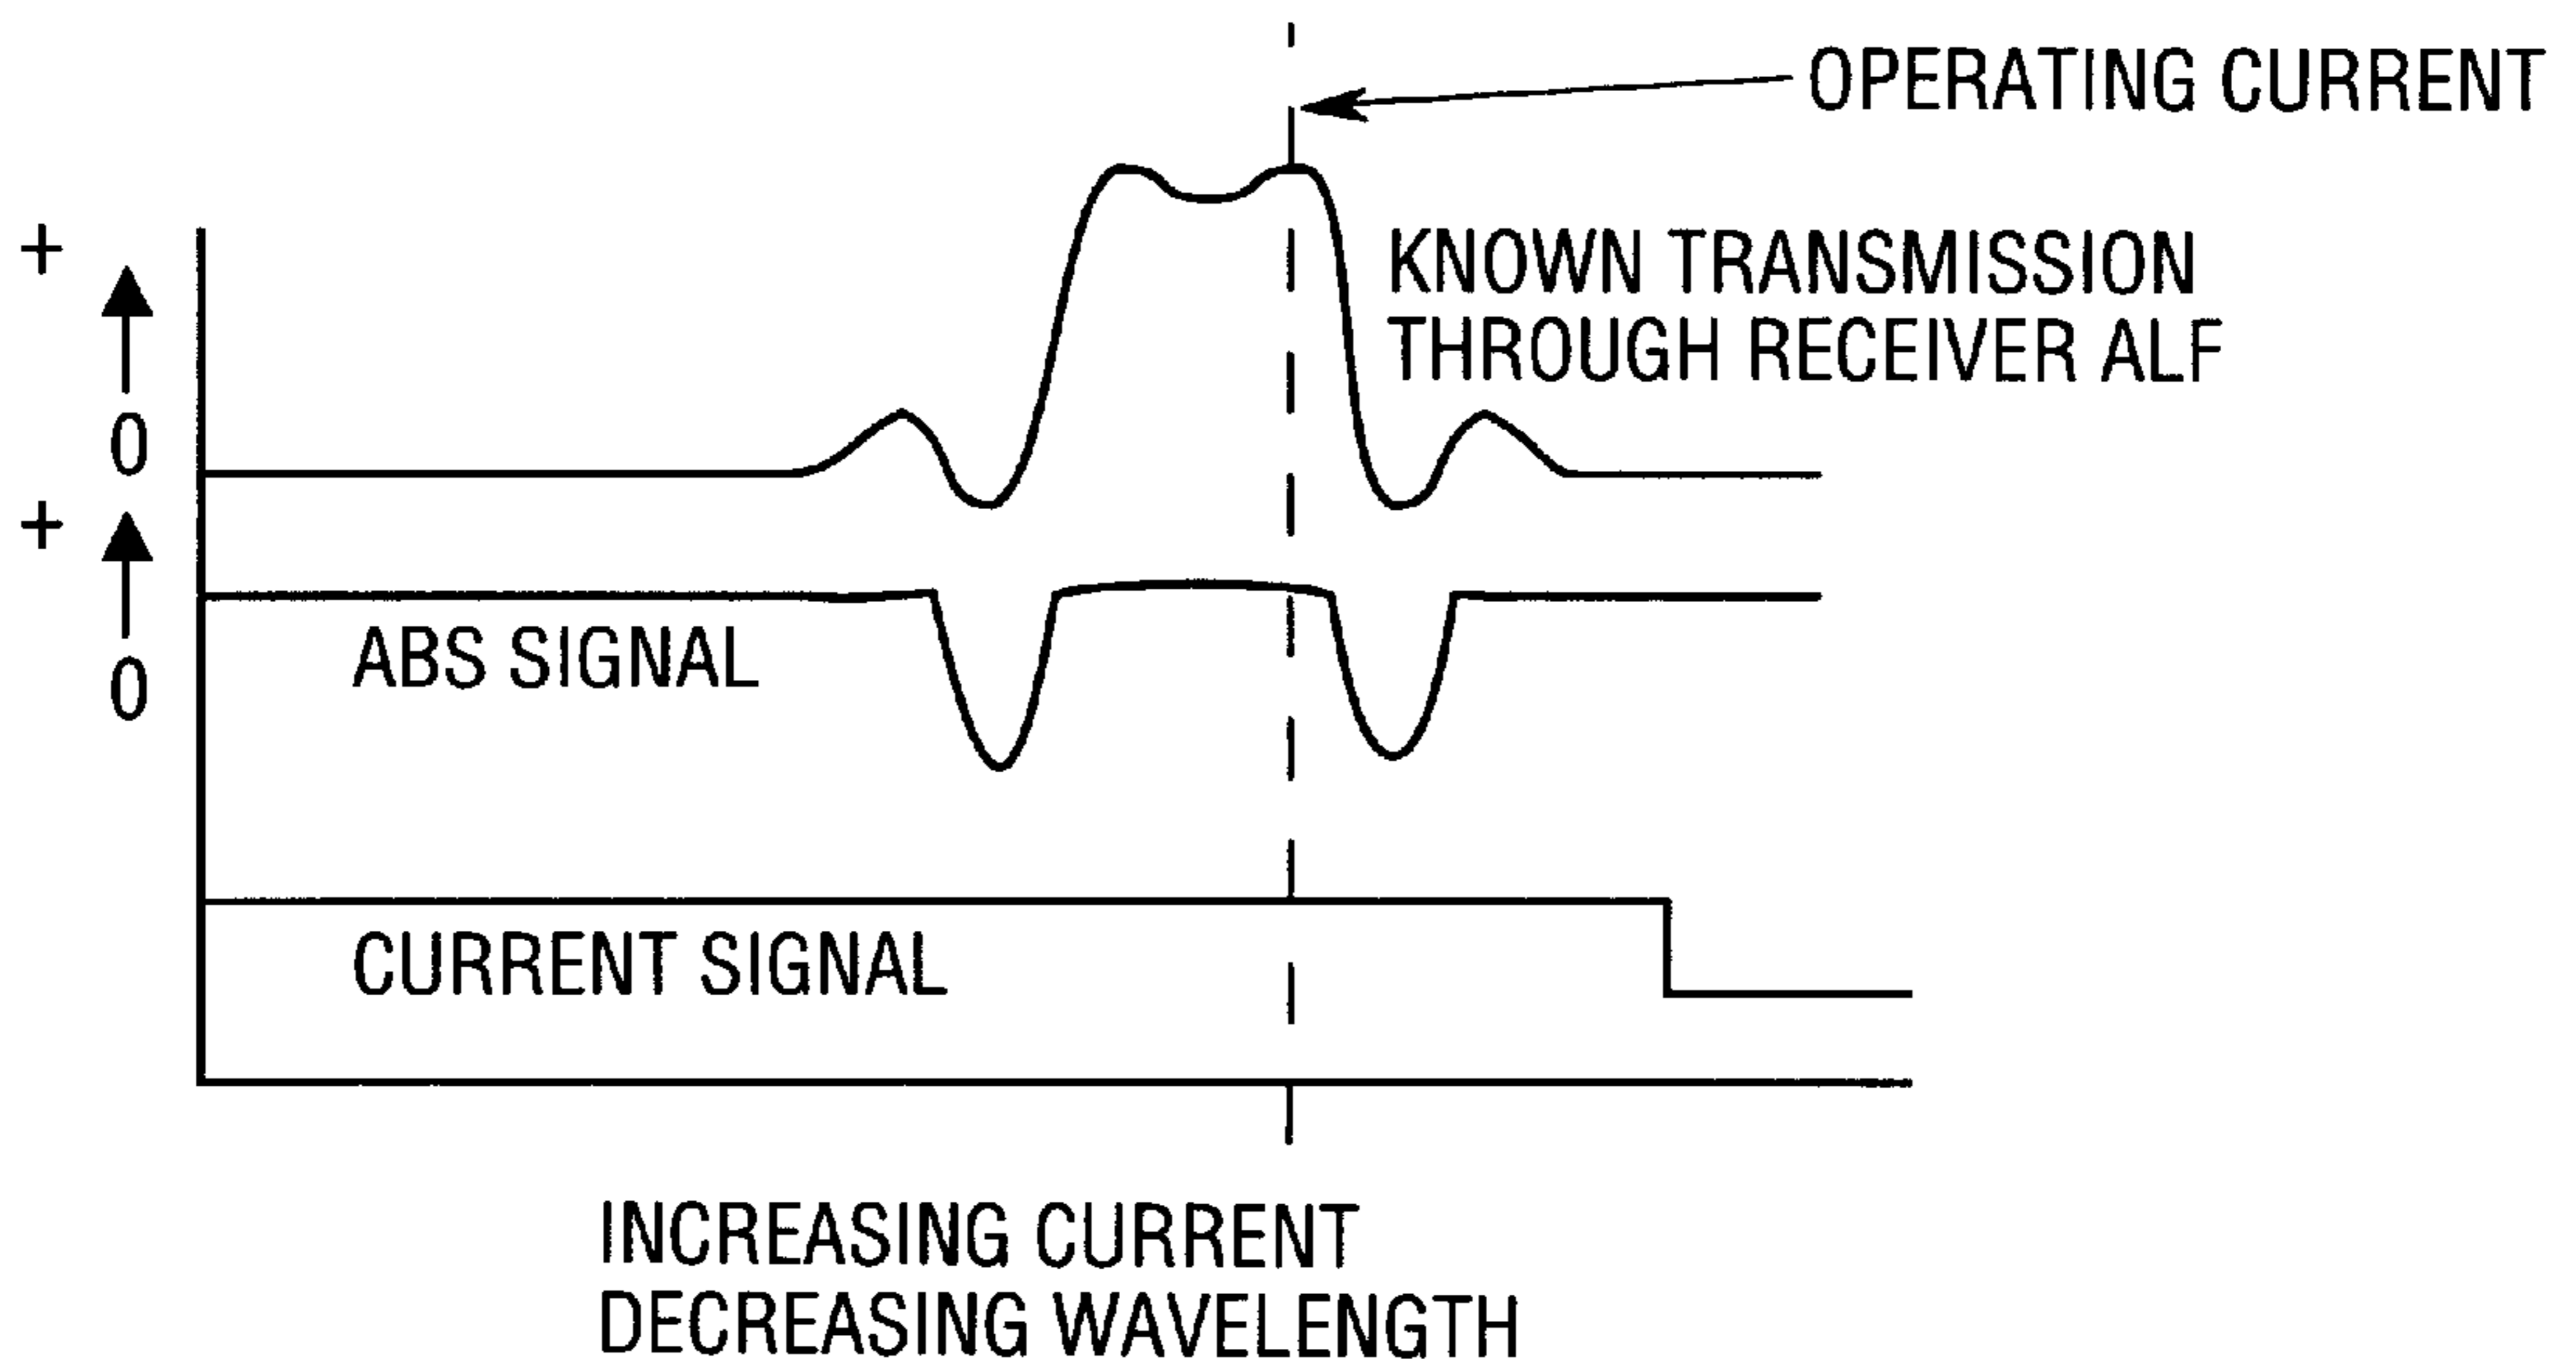 OPERATING CURRENT
+
0
KNOWN TRANSMISSION
THROUGH RECEIVER ALF
+
0
ABS SIGNAL
CURRENT SIGNAL
INCREASING CURRENT
DECREASING WAVELENGTH